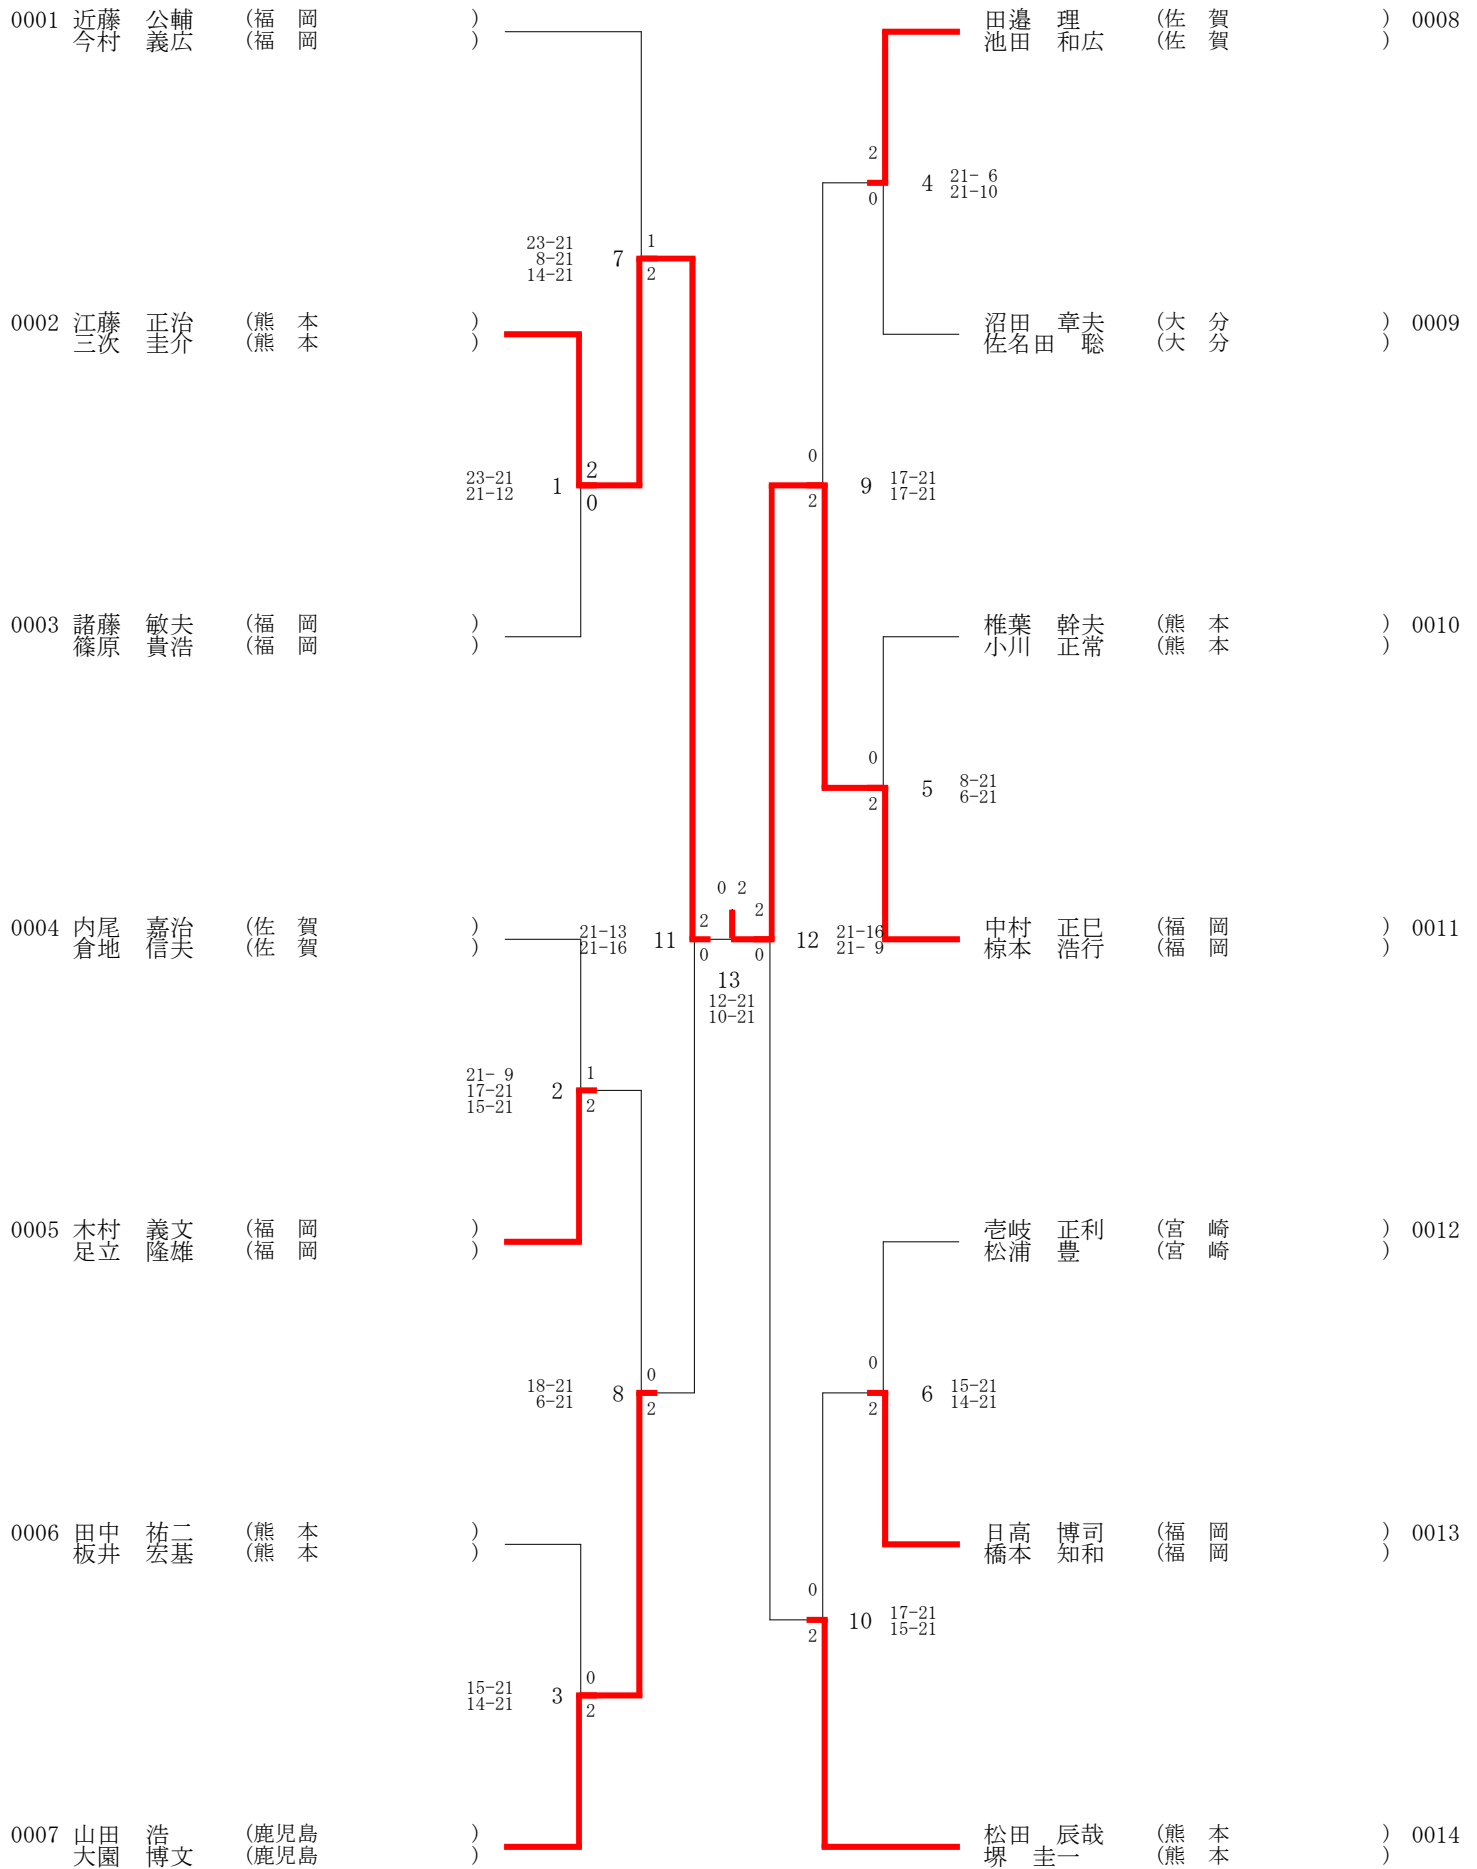 0001 近藤　公輔　(福　岡　)
今村　義広　(福　岡　)
0002 江藤　正治　(熊　本　)
三次　圭介　(熊　本　)
0003 諸藤　敏夫　(福　岡　)
篠原　貴浩　(福　岡　)
0004 内尾　嘉治　(佐　賀　)
倉地　信夫　(佐　賀　)
0005 木村　義文　(福　岡　)
足立　隆雄　(福　岡　)
0006 田中　祐二　(熊　本　)
板井　宏基　(熊　本　)
0007 山田　浩　(鹿児島　)
大園　博文　(鹿児島　)
23-21
8-21
14-21
7
1
2
23-21
21-12
1
2
0
21- 9
17-21
15-21
2
1
2
18-21
6-21
8
0
2
15-21
14-21
3
0
2
21-13
21-16
11
2
0
0 2
13
12-21
10-21
2
0
12
21-16
21- 9
2
0
4
21- 6
21-10
0
2
9
17-21
17-21
0
2
5
8-21
6-21
0
2
6
15-21
14-21
0
2
10
17-21
15-21
田邉　理　(佐　賀　) 0008
池田　和広　(佐　賀　)
沼田　章夫　(大　分　) 0009
佐名田　聡　(大　分　)
椎葉　幹夫　(熊　本　) 0010
小川　正常　(熊　本　)
中村　正巳　(福　岡　) 0011
椋本　浩行　(福　岡　)
壱岐　正利　(宮　崎　) 0012
松浦　豊　(宮　崎　)
日高　博司　(福　岡　) 0013
橋本　知和　(福　岡　)
松田　辰哉　(熊　本　) 0014
堺　圭一　(熊　本　)